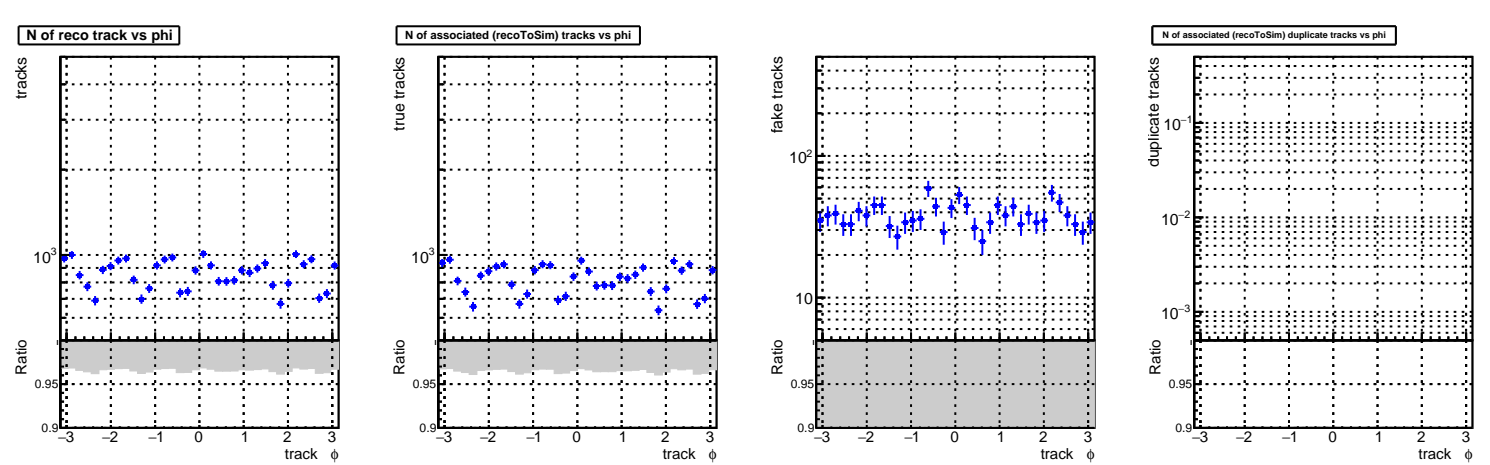 N of reco track vs phi
tracks
10³
Ratio
0.95
0.9
−3 −2 −1 0 1 2 3
track φ
N of associated (recoToSim) tracks vs phi
true tracks
10³
Ratio
0.95
0.9
−3 −2 −1 0 1 2 3
track φ
fake tracks
10²
10
Ratio
0.95
0.9
−3 −2 −1 0 1 2 3
track φ
N of associated (recoToSim) duplicate tracks vs phi
duplicate tracks
10⁻¹
10⁻²
10⁻³
Ratio
0.95
0.9
−3 −2 −1 0 1 2 3
track φ